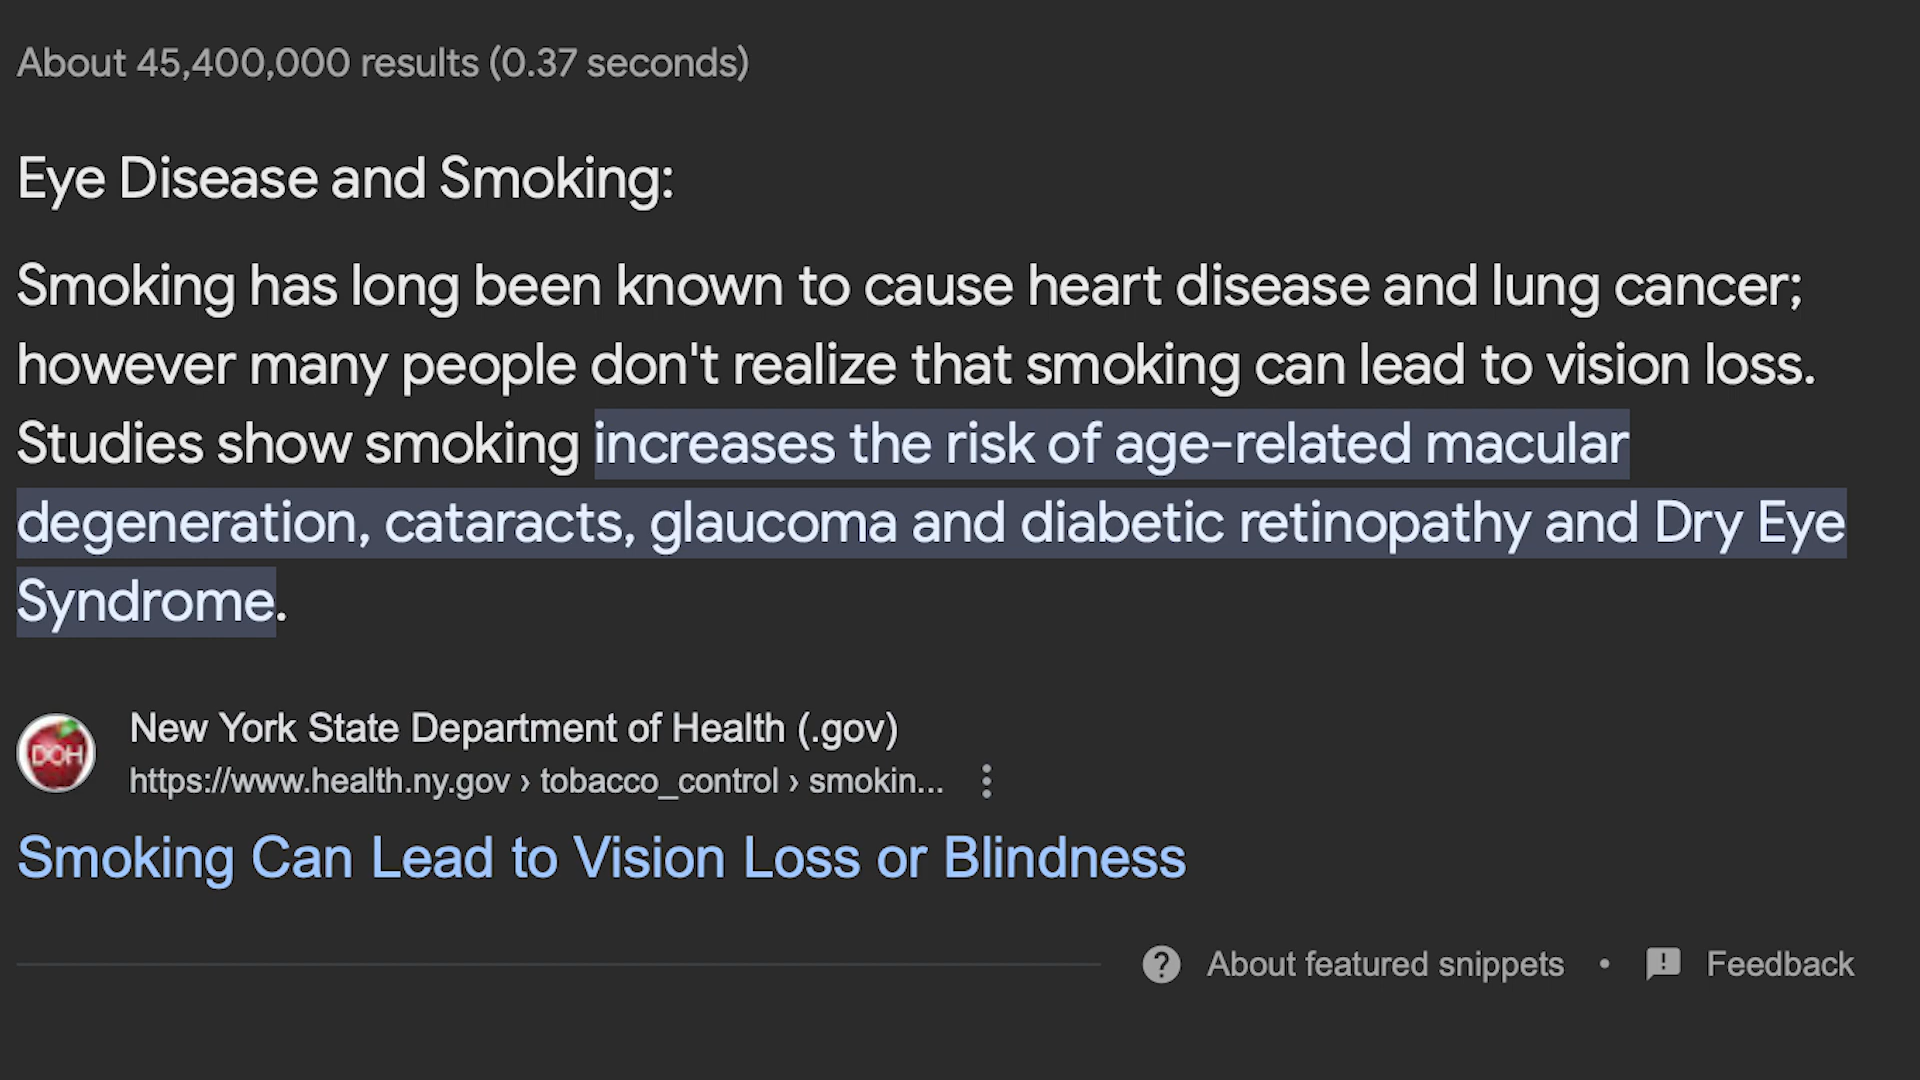 About 45,400,000 results (0.37 seconds)
Eye Disease and Smoking:
Smoking has long been known to cause heart disease and lung cancer;
however many people don't realize that smoking can lead to vision loss.
Studies show smoking increases the risk of age-related macular
degeneration, cataracts, glaucoma and diabetic retinopathy and Dry Eye
Syndrome.
DOH
New York State Department of Health (.gov)
https://www.health.ny.gov › tobacco_control › smokin...
Smoking Can Lead to Vision Loss or Blindness
About featured snippets • Feedback